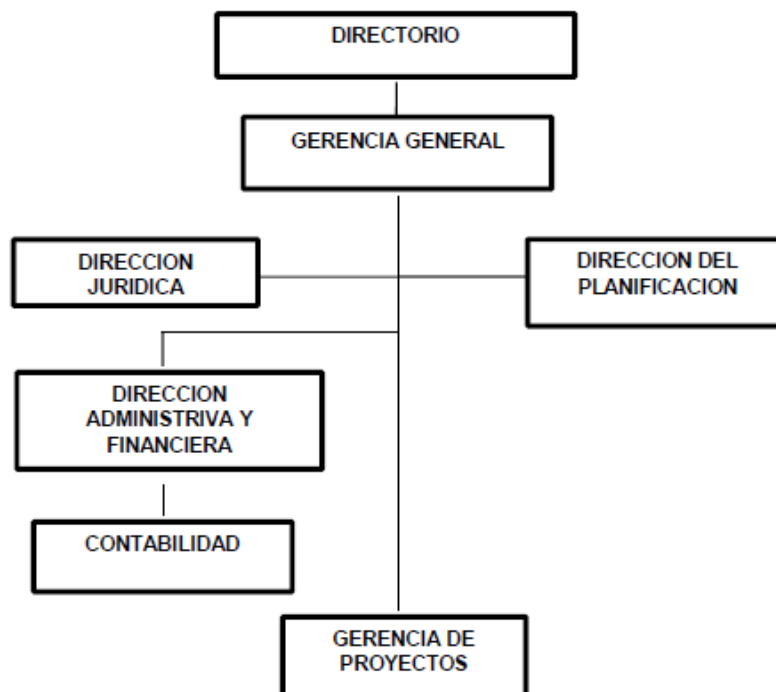 DIRECTORIO
GERENCIA GENERAL
DIRECCION
JURIDICA
DIRECCION DEL
PLANIFICACION
DIRECCION
ADMINISTRIVA Y
FINANCIERA
CONTABILIDAD
GERENCIA DE
PROYECTOS